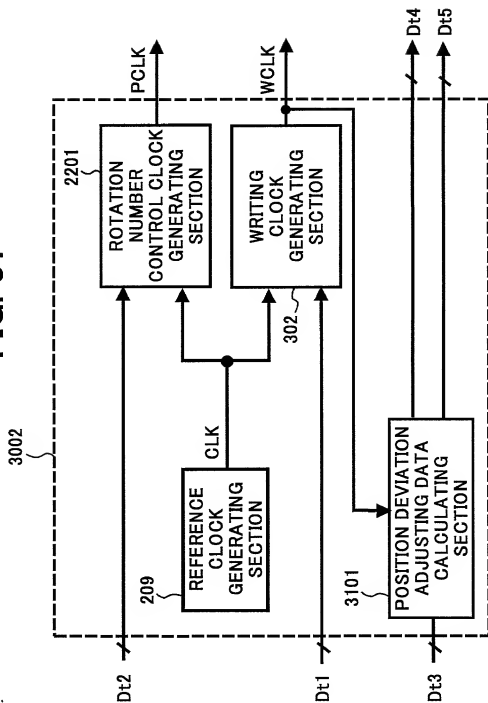 3002
2201
ROTATION
NUMBER
CONTROL CLOCK
GENERATING
SECTION
PCLK
Dt2
CLK
209
REFERENCE
CLOCK
GENERATING
SECTION
302
WRITING
CLOCK
GENERATING
SECTION
WCLK
Dt1
3101
POSITION DEVIATION
ADJUSTING DATA
CALCULATING
SECTION
Dt3
Dt4
Dt5